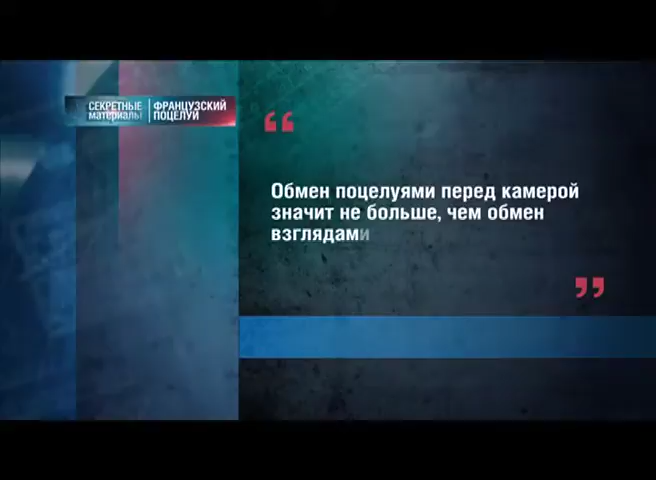 СЕКРЕТНЫЕ
материалы
ФРАНЦУЗСКИЙ
ПОЦЕЛУЙ
“
Обмен поцелуями перед камерой
значит не больше, чем обмен
взглядами
”